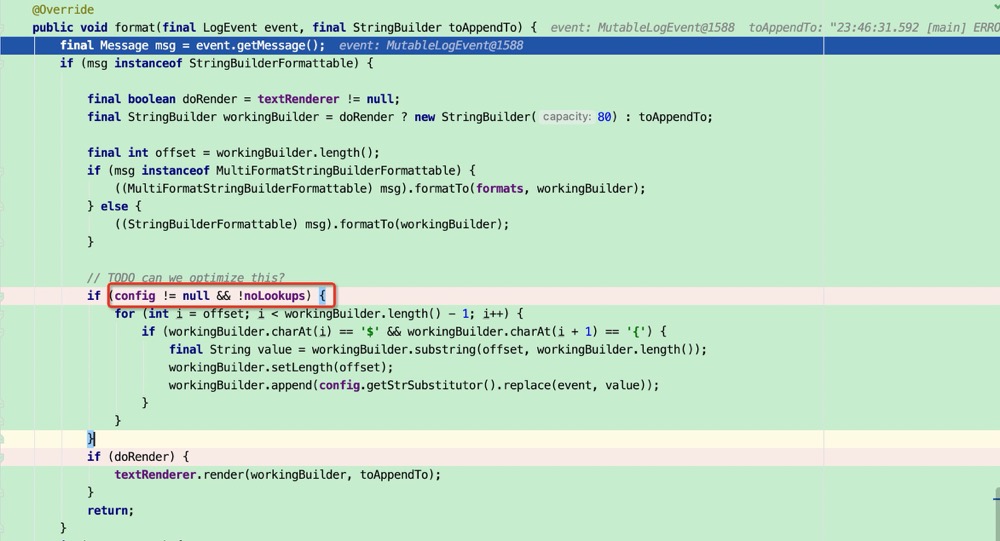 @Override
public void format(final LogEvent event, final StringBuilder toAppendTo) {  event: MutableLogEvent@1588  toAppendTo: "23:46:31.592 [main] ERRO
final Message msg = event.getMessage();  event: MutableLogEvent@1588
if (msg instanceof StringBuilderFormattable) {
final boolean doRender = textRenderer != null;
final StringBuilder workingBuilder = doRender ? new StringBuilder( capacity: 80) : toAppendTo;
final int offset = workingBuilder.length();
if (msg instanceof MultiFormatStringBuilderFormattable) {
((MultiFormatStringBuilderFormattable) msg).formatTo(formats, workingBuilder);
} else {
((StringBuilderFormattable) msg).formatTo(workingBuilder);
}
// TODO can we optimize this?
if (config != null && !noLookups) {
for (int i = offset; i < workingBuilder.length() - 1; i++) {
if (workingBuilder.charAt(i) == '$' && workingBuilder.charAt(i + 1) == '{') {
final String value = workingBuilder.substring(offset, workingBuilder.length());
workingBuilder.setLength(offset);
workingBuilder.append(config.getStrSubstitutor().replace(event, value));
}
}
}
if (doRender) {
textRenderer.render(workingBuilder, toAppendTo);
}
return;
}